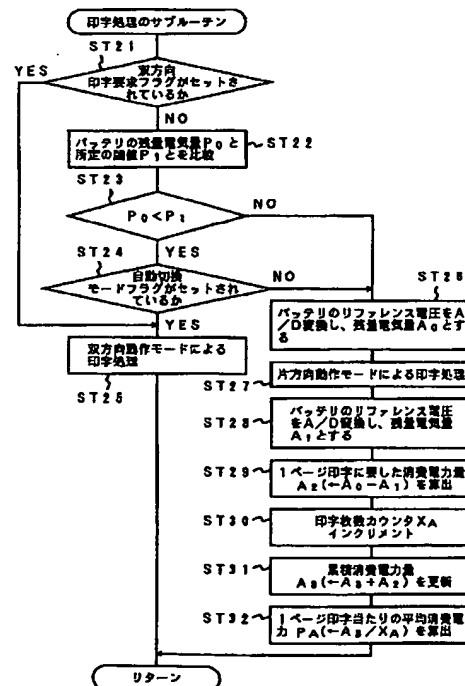 印字処理のサブルーテン
ST21
YES
双方向
印字要求フラグがセットさ
れているか
NO
バッテリの残量電気量P₀と
所定の閾値P₁とを比較
ST22
ST23
P₀<P₁
NO
YES
ST24
自動切換
モードフラグがセットされ
ているか
NO
YES
双方向動作モードによる
印字処理
ST25
ST26
バッテリのリファレンス電圧をA
/D変換し、残量電気量A₀とす
る
片方向動作モードによる印字処理
ST27
バッテリのリファレンス電圧
をA/D変換し、残量電気量
A₁とする
ST28
ST29
1ページ印字に要した消費電力量
A₂(←A₀−A₁)を算出
ST30
印字枚数カウンタXA
インクリメント
ST31
累積消費電力量
A₃(←A₃+A₂)を更新
ST32
1ページ印字当たりの平均消費電
力 PA(←A₃/XA)を算出
リターン